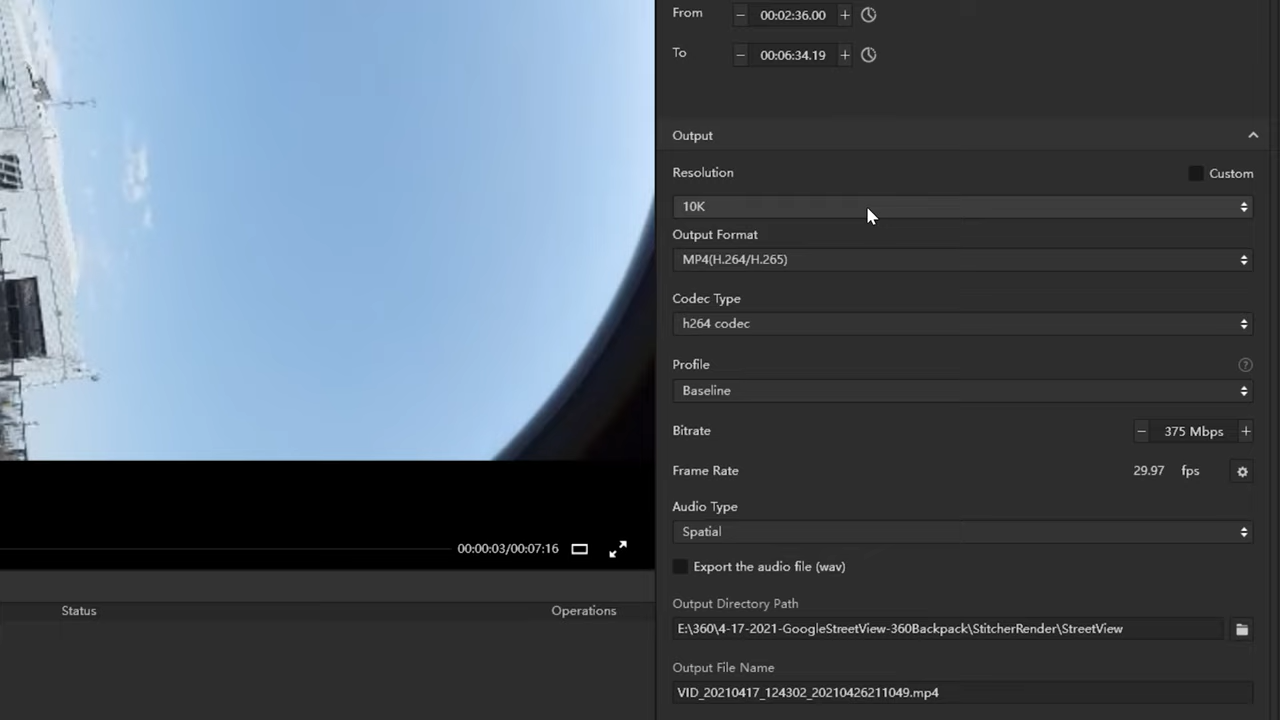 From
00:02:36.00
To
00:06:34.19
Output
Resolution
Custom
10K
Output Format
MP4(H.264/H.265)
Codec Type
h264 codec
Profile
Baseline
Bitrate
375 Mbps
Frame Rate
29.97 fps
Audio Type
Spatial
00:00:03/00:07:16
Export the audio file (wav)
Status
Operations
Output Directory Path
E:\360\4-17-2021-GoogleStreetView-360Backpack\StitcherRender\StreetView
Output File Name
VID_20210417_124302_20210426211049.mp4